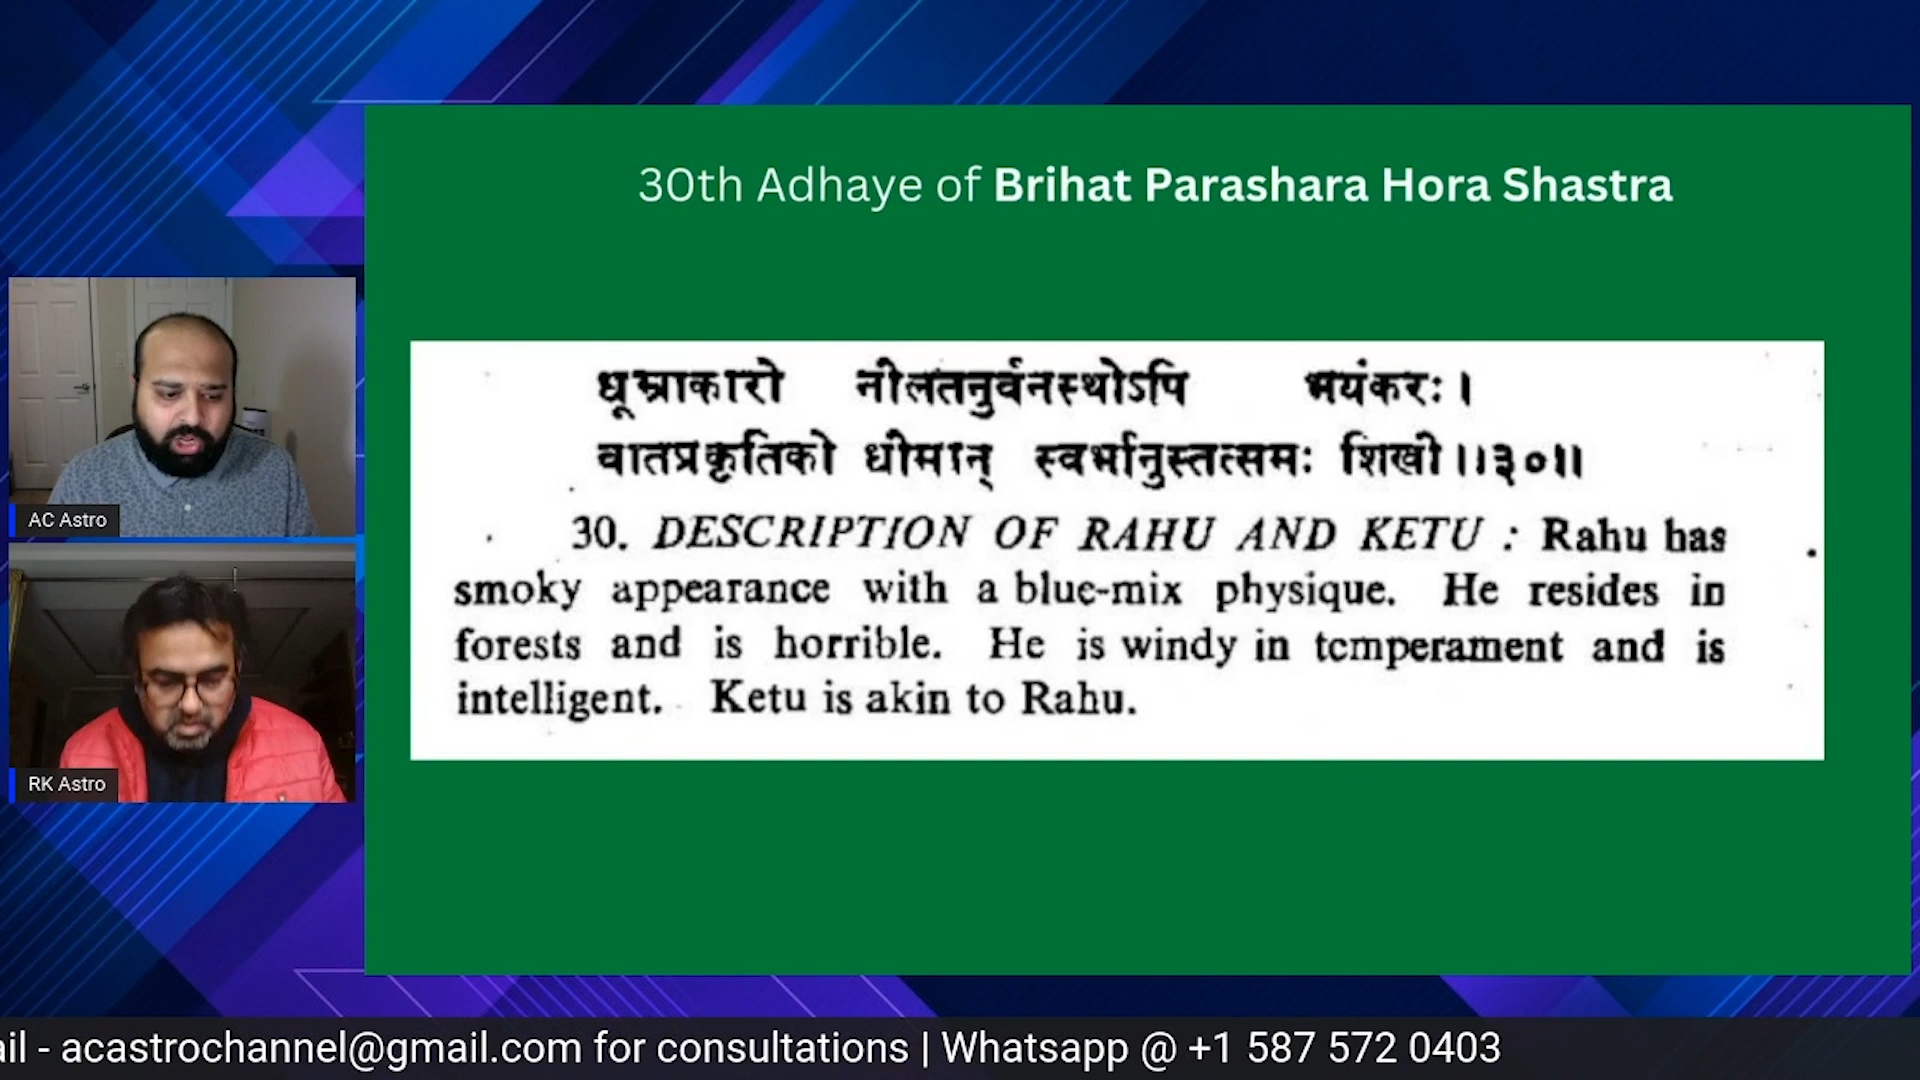 30th Adhaye of Brihat Parashara Hora Shastra
धूम्राकारो नीलतनुर्वनस्थोऽपि भयंकरः ।
वातप्रकृतिको धीमान् स्वर्भानुस्तत्समः शिखी ।।३०।।
30. DESCRIPTION OF RAHU AND KETU : Rahu has
smoky appearance with a blue-mix physique. He resides in
forests and is horrible. He is windy in temperament and is
intelligent. Ketu is akin to Rahu.
AC Astro
RK Astro
ail - acastrochannel@gmail.com for consultations | Whatsapp @ +1 587 572 0403